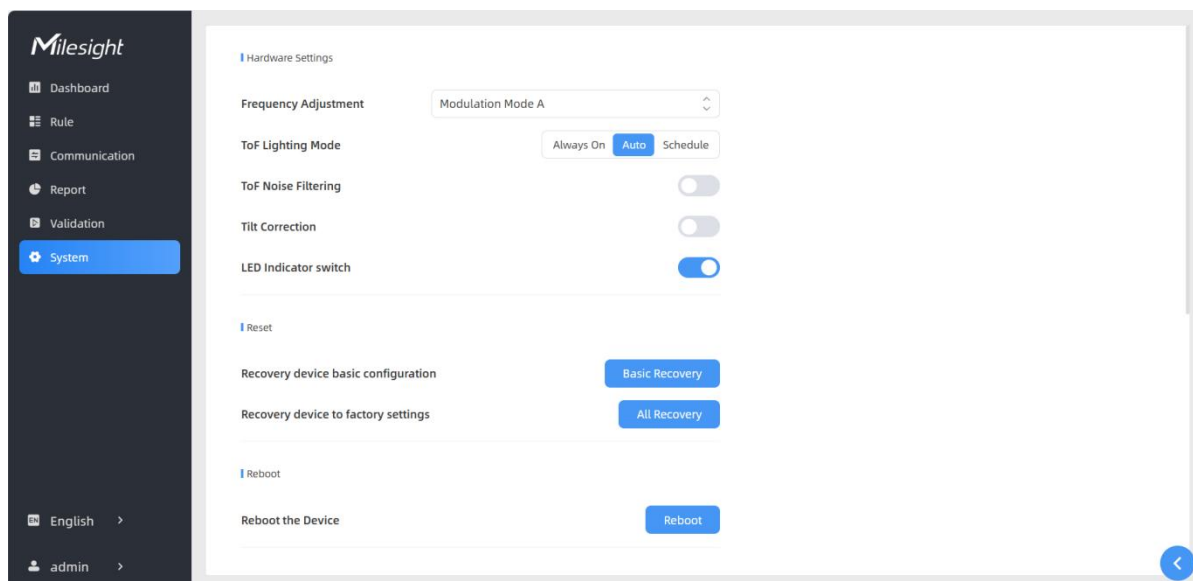 Milesight
Dashboard
Rule
Communication
Report
Validation
System
EN English
admin
Hardware Settings
Frequency Adjustment Modulation Mode A
ToF Lighting Mode Always On Auto Schedule
ToF Noise Filtering
Tilt Correction
LED Indicator switch
Reset
Recovery device basic configuration Basic Recovery
Recovery device to factory settings All Recovery
Reboot
Reboot the Device Reboot